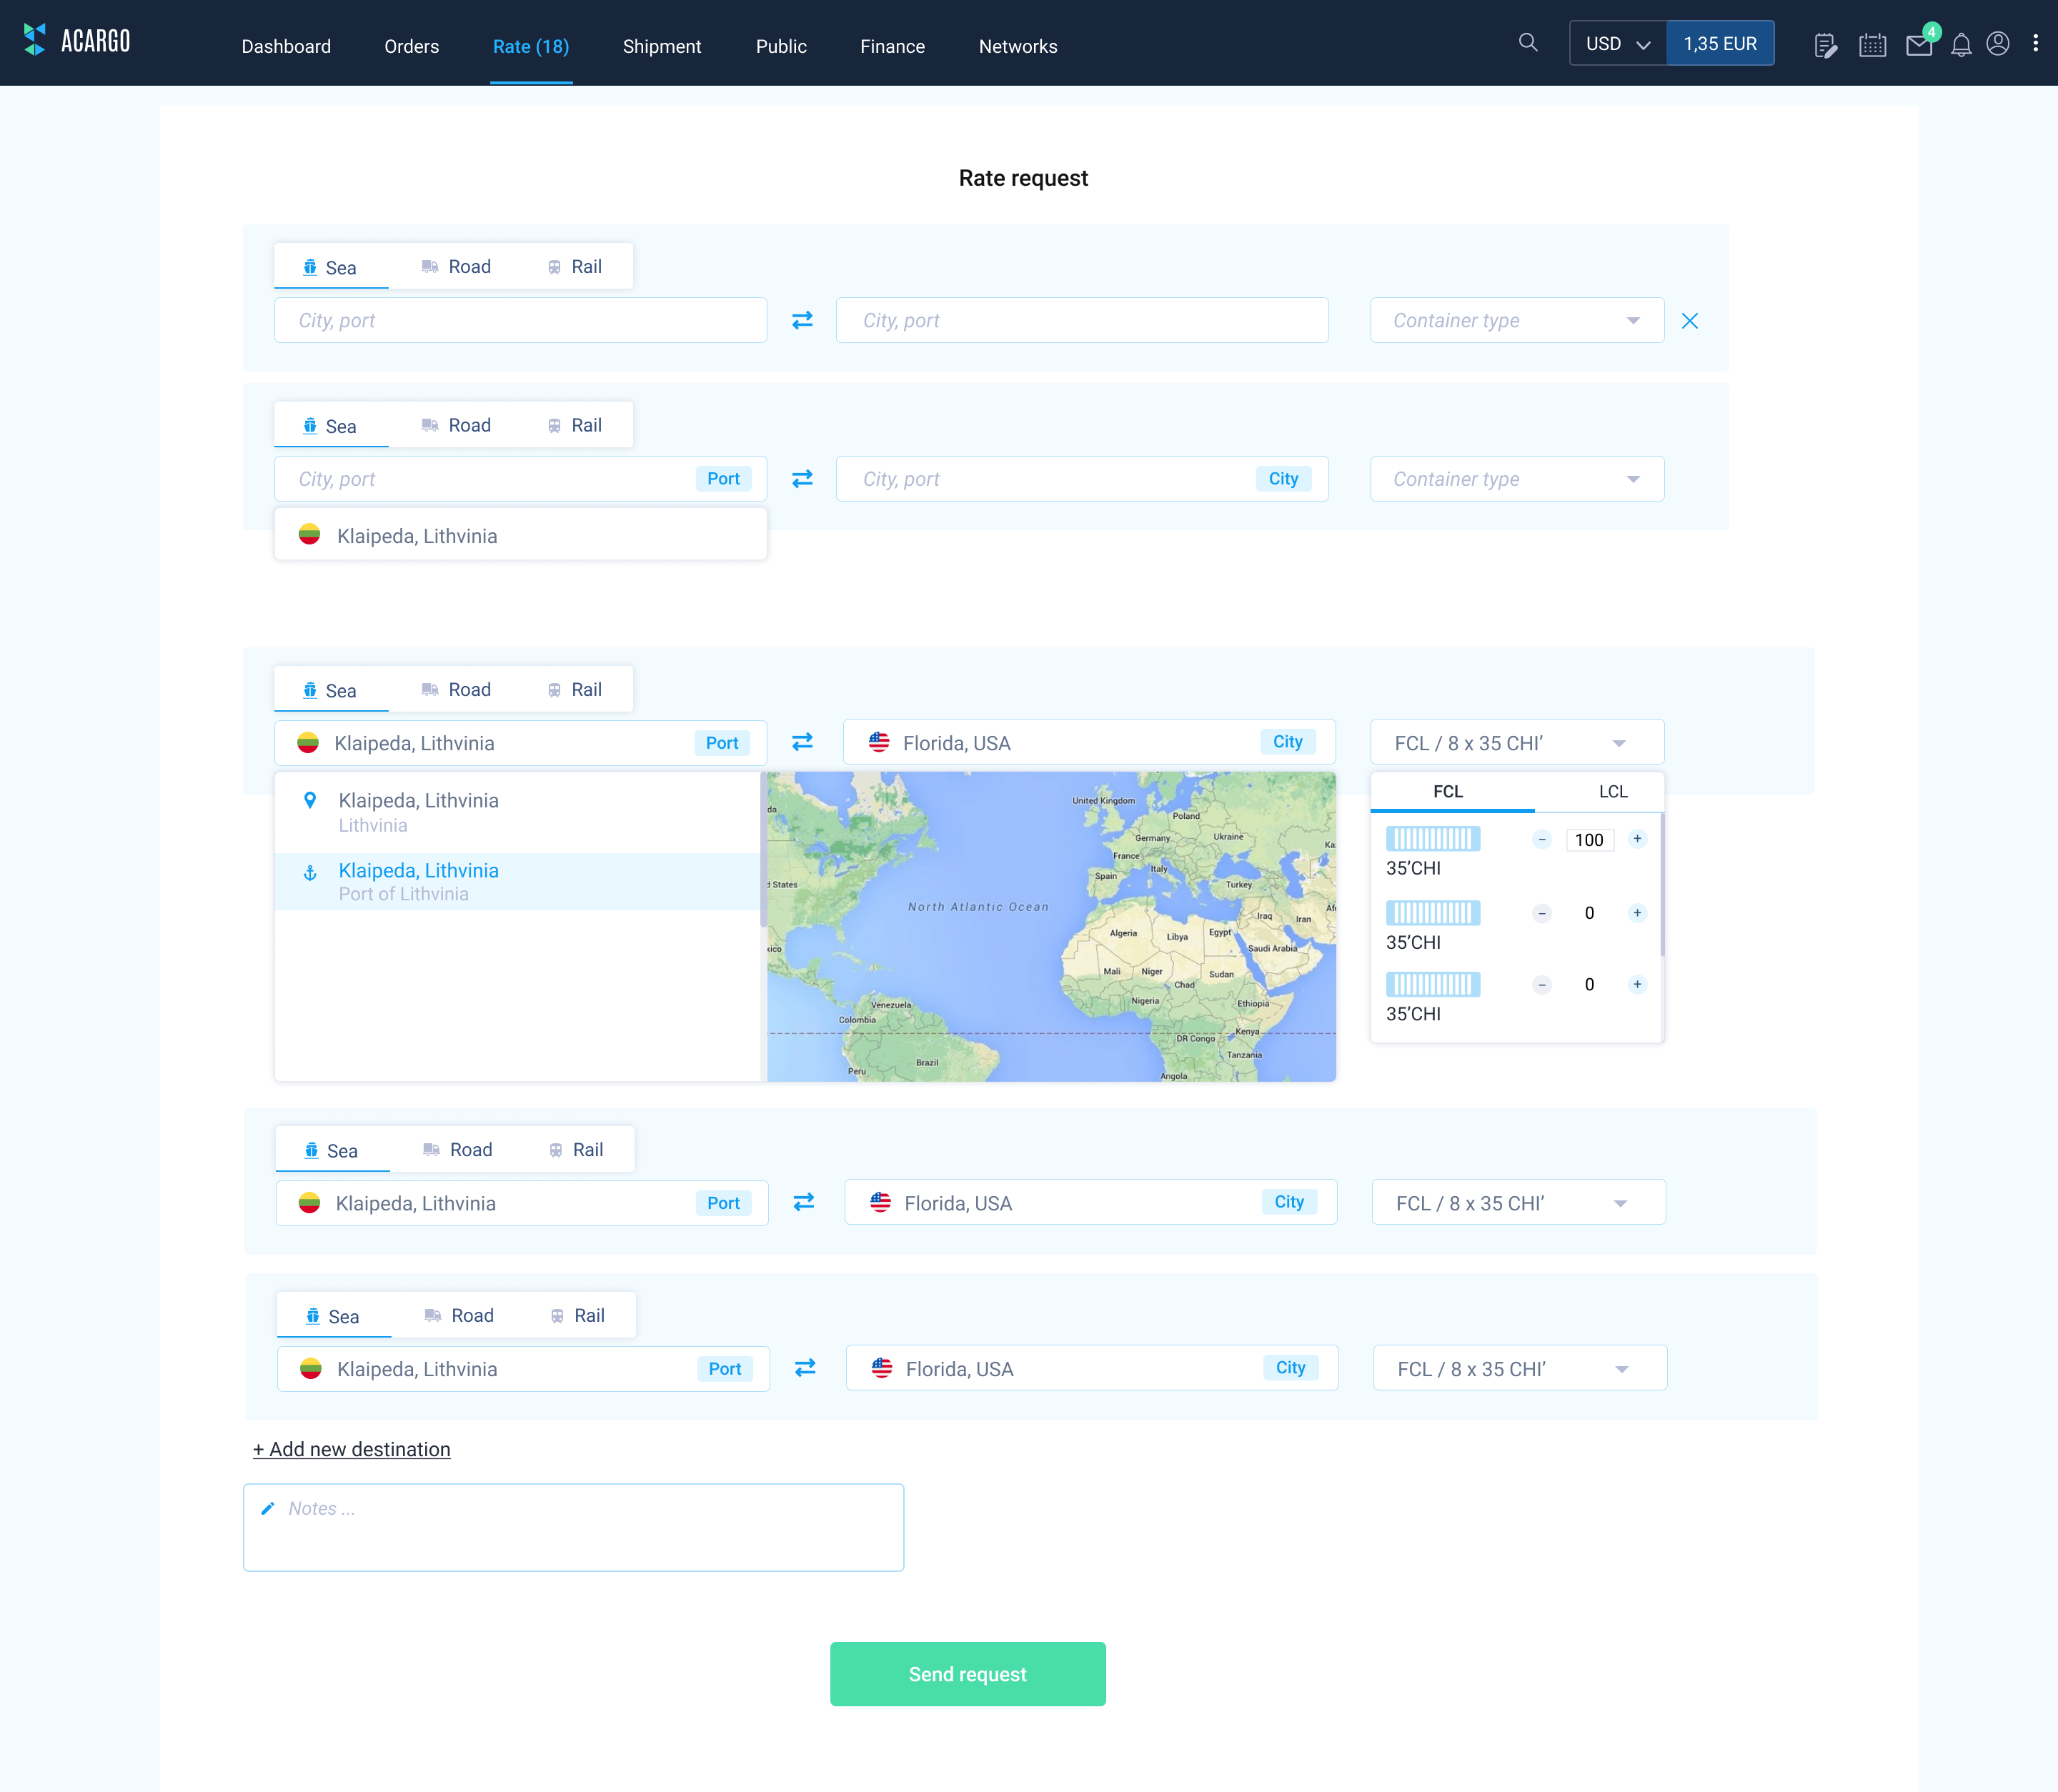 ACARGO
Dashboard Orders Rate (18) Shipment Public Finance Networks USD 1,35 EUR 4
Rate request
Sea Road Rail
City, port City, port Container type
Sea Road Rail
City, port Port City, port City Container type
Klaipeda, Lithvinia
Sea Road Rail
Klaipeda, Lithvinia Port Florida, USA City FCL / 8 x 35 CHI’
Klaipeda, Lithvinia
Lithvinia
Klaipeda, Lithvinia
Port of Lithvinia
da
United Kingdom
Poland
Germany
Ukraine
France
Ka
Italy
Spain
Turkey
d States
North Atlantic Ocean
Iraq
Iran
Af
Algeria
Libya
Egypt
Saudi Arabia
xico
Mali
Niger
Sudan
Chad
Nigeria
Ethiopia
Venezuela
Colombia
Kenya
DR Congo
Tanzania
Brazil
Peru
Angola
FCL LCL
− 100 +
35’CHI
− 0 +
35’CHI
− 0 +
35’CHI
Sea Road Rail
Klaipeda, Lithvinia Port Florida, USA City FCL / 8 x 35 CHI’
Sea Road Rail
Klaipeda, Lithvinia Port Florida, USA City FCL / 8 x 35 CHI’
+ Add new destination
Notes ...
Send request